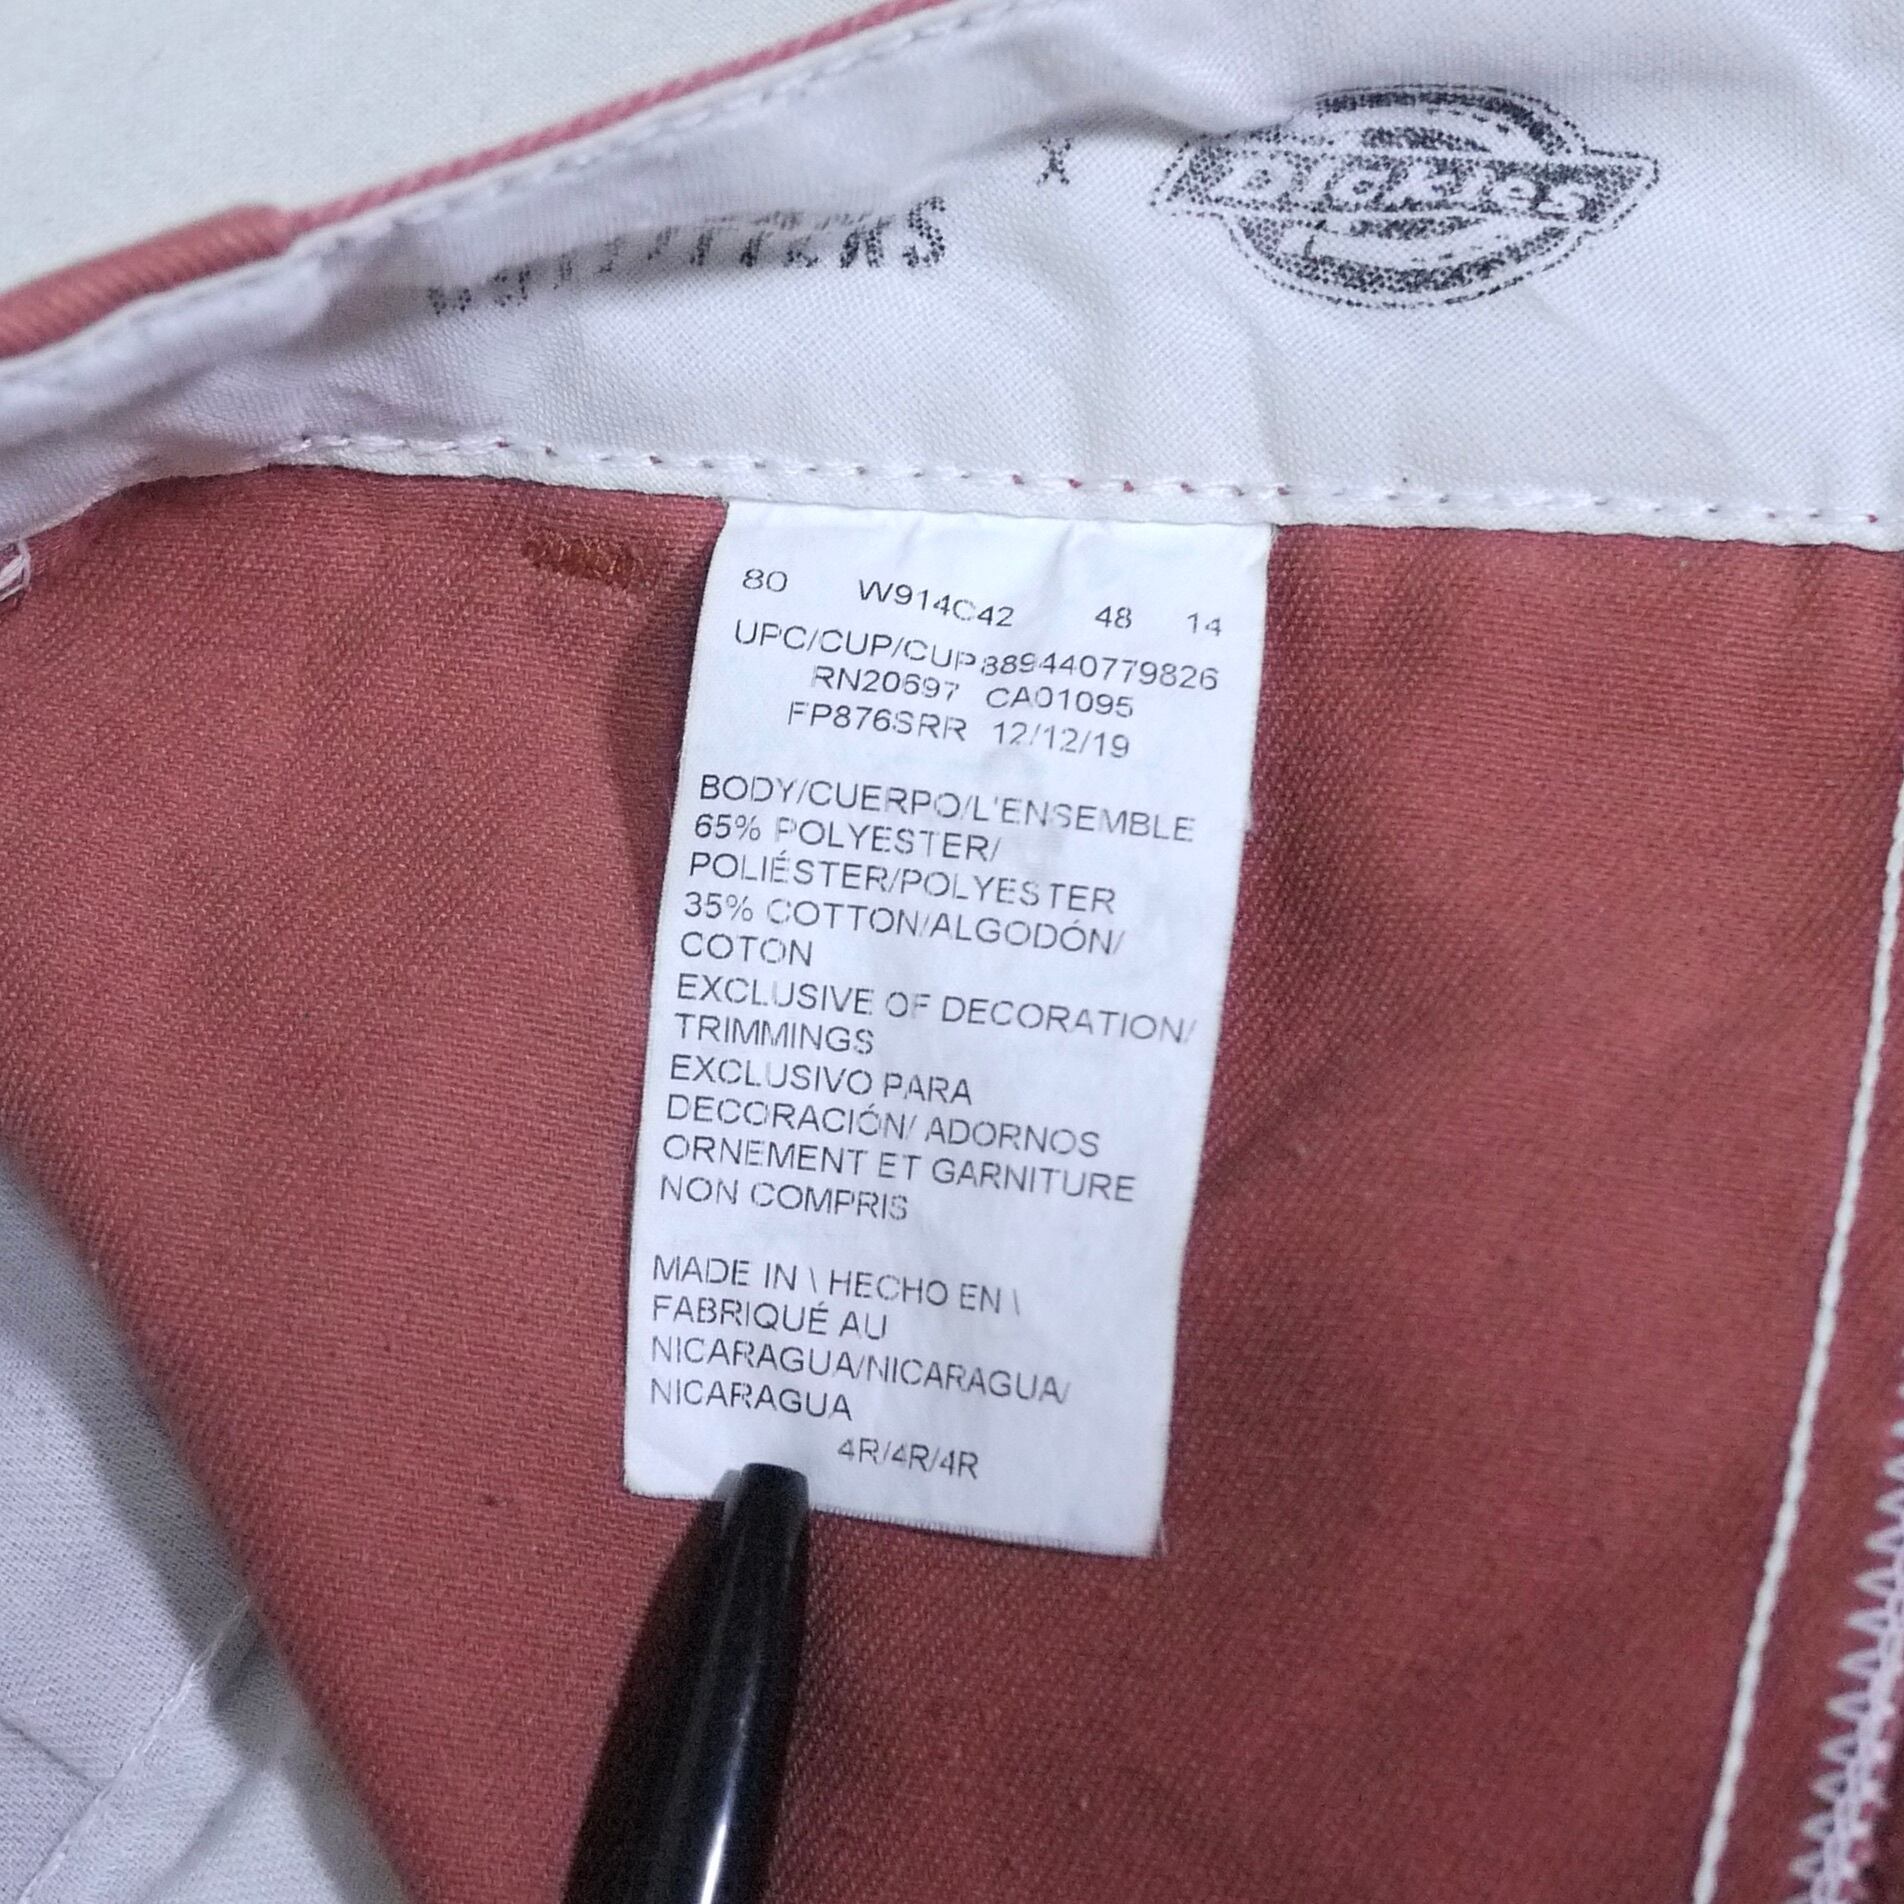 OUTFITTERS X Dickies
80 W914C42 48 14
UPC/CUP/CUP 889440779826
RN20697 CA01095
FP876SRR 12/12/19
BODY/CUERPO/L'ENSEMBLE
65% POLYESTER/
POLIÉSTER/POLYESTER
35% COTTON/ALGODÓN/
COTON
EXCLUSIVE OF DECORATION/
TRIMMINGS
EXCLUSIVO PARA
DECORACIÓN/ ADORNOS
ORNEMENT ET GARNITURE
NON COMPRIS
MADE IN \ HECHO EN \
FABRIQUÉ AU
NICARAGUA/NICARAGUA/
NICARAGUA
4R/4R/4R